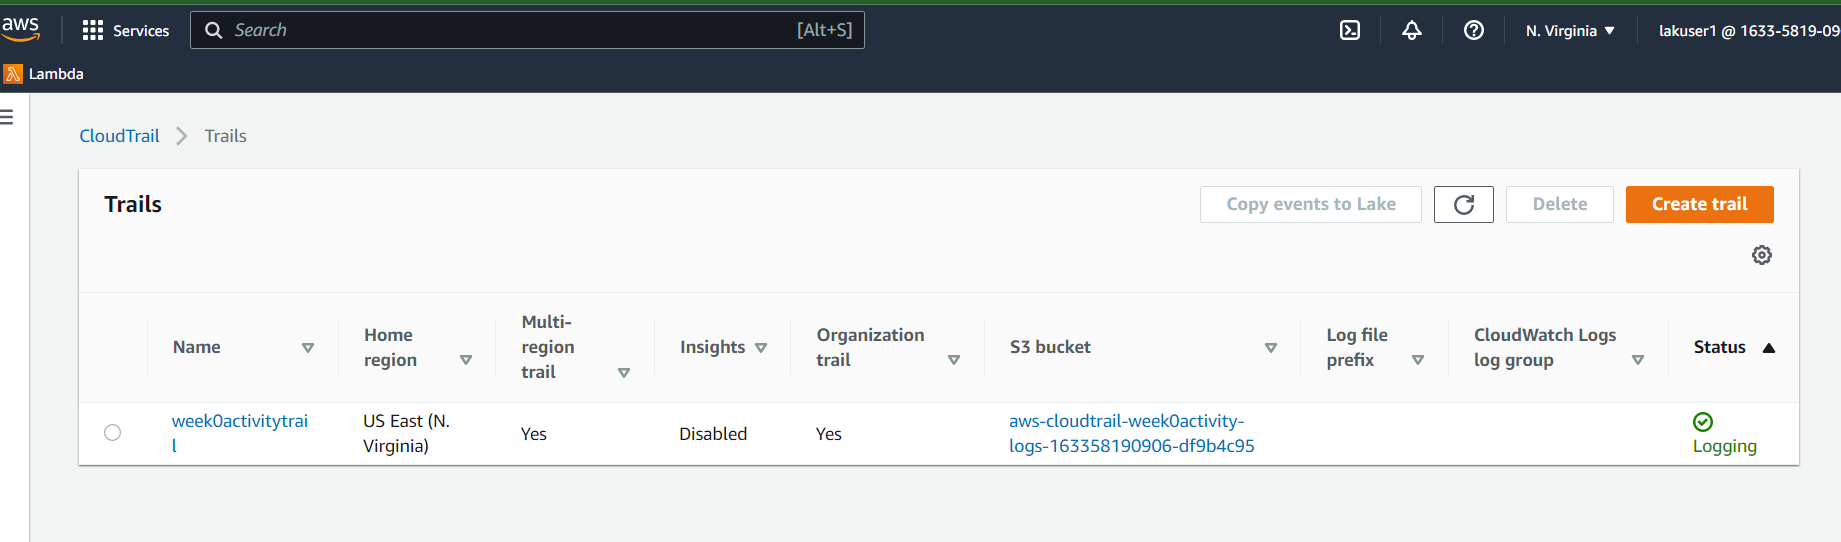 aws
Services
Search
[Alt+S]
N. Virginia
lakuser1 @ 1633-5819-09
Lambda
CloudTrail
Trails
Trails
Copy events to Lake
Delete
Create trail
Name
Home
region
Multi-
region
trail
Insights
Organization
trail
S3 bucket
Log file
prefix
CloudWatch Logs
log group
Status
week0activitytrai
l
US East (N.
Virginia)
Yes
Disabled
Yes
aws-cloudtrail-week0activity-
logs-163358190906-df9b4c95
Logging